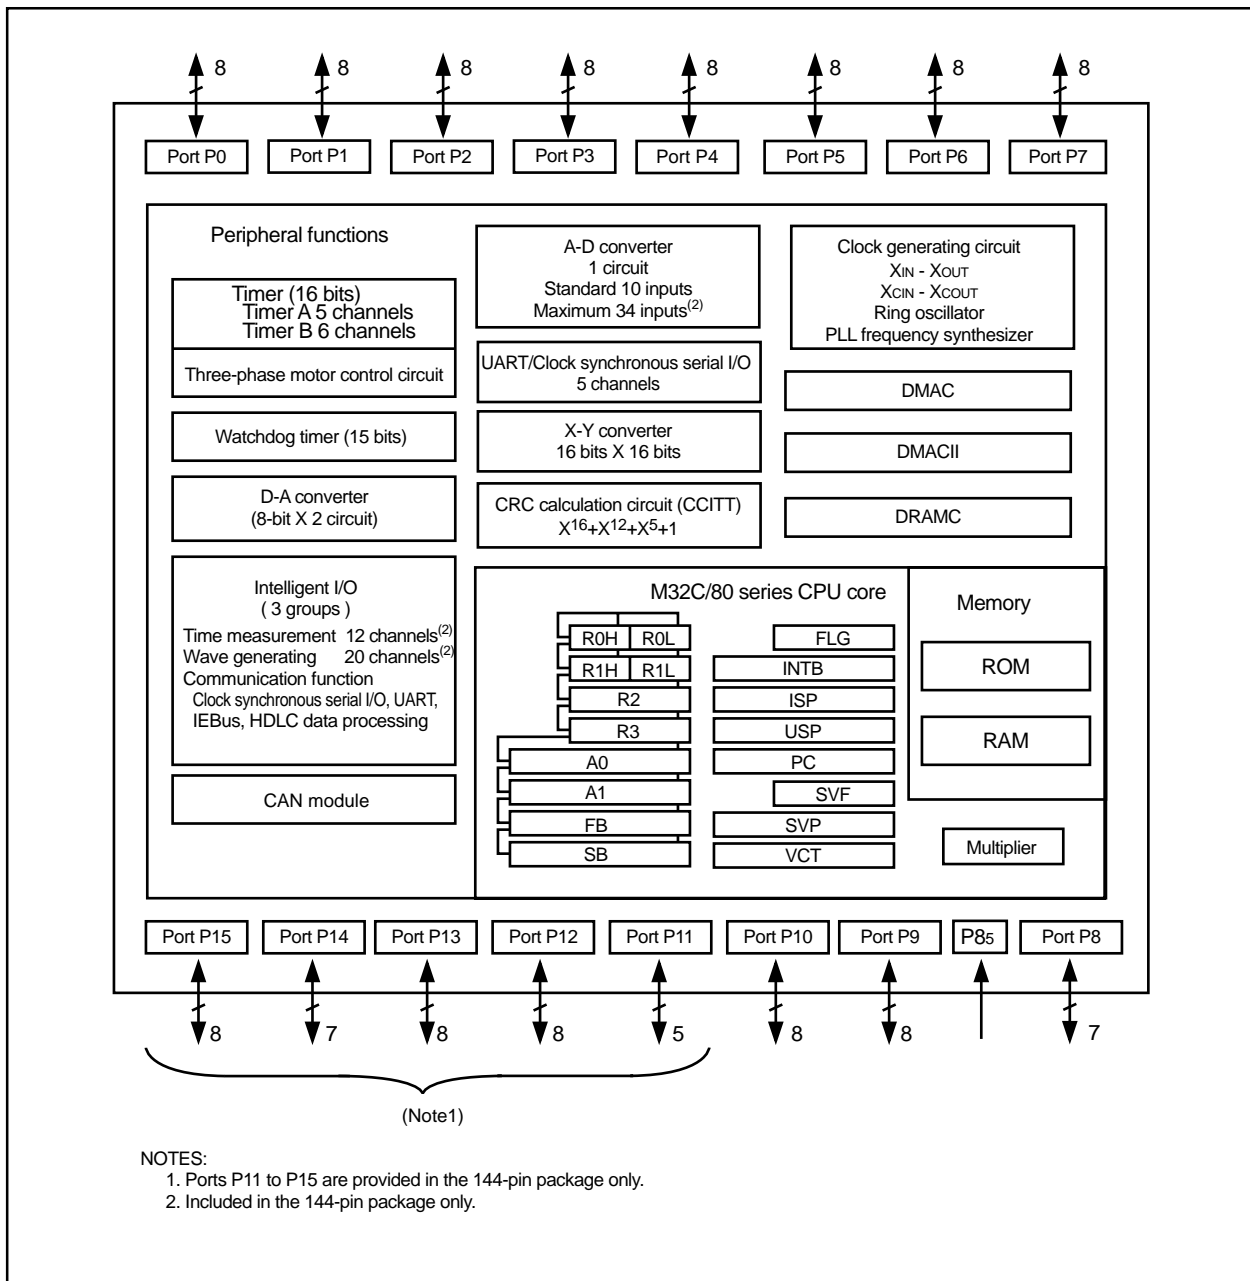 8 8 8 8 8 8 8 8
Port P0 Port P1 Port P2 Port P3 Port P4 Port P5 Port P6 Port P7
Peripheral functions
Timer (16 bits)
Timer A 5 channels
Timer B 6 channels
Three-phase motor control circuit
Watchdog timer (15 bits)
D-A converter
(8-bit X 2 circuit)
Intelligent I/O
( 3 groups )
Time measurement 12 channels(2)
Wave generating 20 channels(2)
Communication function
Clock synchronous serial I/O, UART,
IEBus, HDLC data processing
CAN module
A-D converter
1 circuit
Standard 10 inputs
Maximum 34 inputs(2)
UART/Clock synchronous serial I/O
5 channels
X-Y converter
16 bits X 16 bits
CRC calculation circuit (CCITT)
X16+X12+X5+1
Clock generating circuit
XIN - XOUT
XCIN - XCOUT
Ring oscillator
PLL frequency synthesizer
DMAC
DMACII
DRAMC
M32C/80 series CPU core
R0H R0L
R1H R1L
R2
R3
A0
A1
FB
SB
FLG
INTB
ISP
USP
PC
SVF
SVP
VCT
Memory
ROM
RAM
Multiplier
Port P15 Port P14 Port P13 Port P12 Port P11 Port P10 Port P9 P85 Port P8
8 7 8 8 5 8 8 7
(Note1)
NOTES:
1. Ports P11 to P15 are provided in the 144-pin package only.
2. Included in the 144-pin package only.